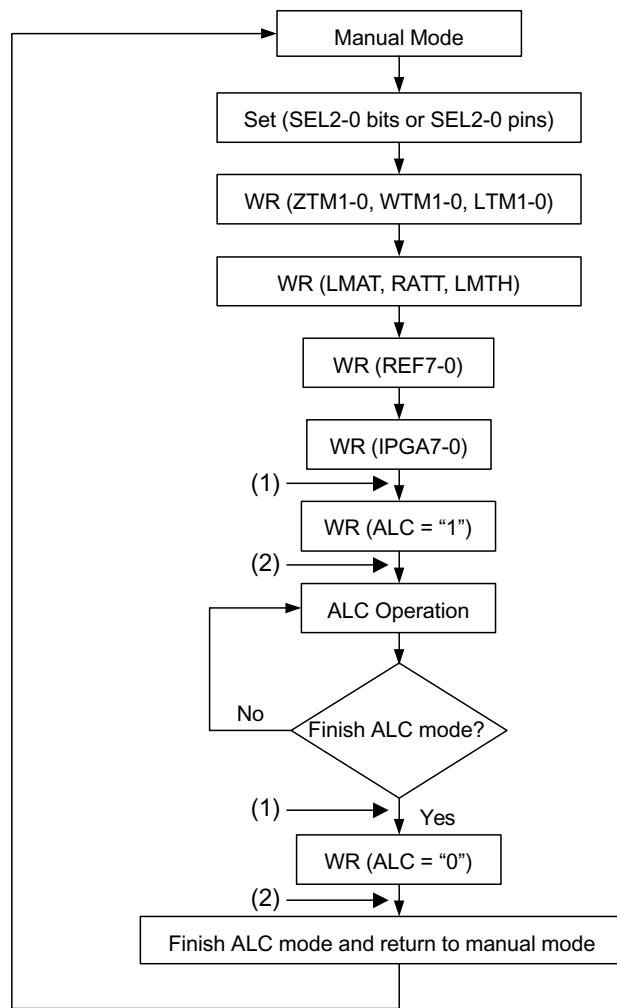 Manual Mode
Set (SEL2-0 bits or SEL2-0 pins)
WR (ZTM1-0, WTM1-0, LTM1-0)
WR (LMAT, RATT, LMTH)
WR (REF7-0)
WR (IPGA7-0)
(1)
WR (ALC = “1”)
(2)
ALC Operation
No
Finish ALC mode?
(1)
Yes
WR (ALC = “0”)
(2)
Finish ALC mode and return to manual mode